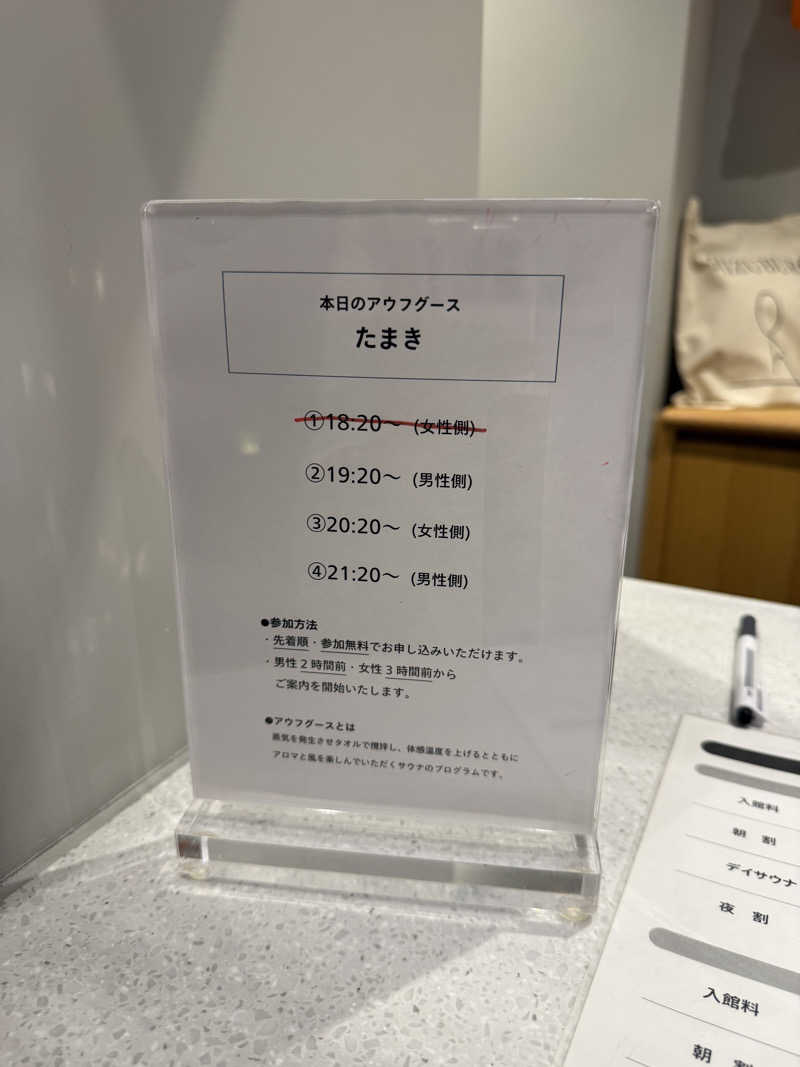 本日のアウフグース
たまき
①18:20〜 (女性側)
②19:20〜 (男性側)
③20:20〜 (女性側)
④21:20〜 (男性側)
●参加方法
・先着順・参加無料でお申し込みいただけます。
・男性２時間前・女性３時間前から
ご案内を開始いたします。
●アウフグースとは
蒸気を発生させタオルで攪拌し、体感温度を上げるとともに
アロマと風を楽しんでいただくサウナのプログラムです。
入館料
朝 割
デイサウナ
夜 割
入館料
朝 割